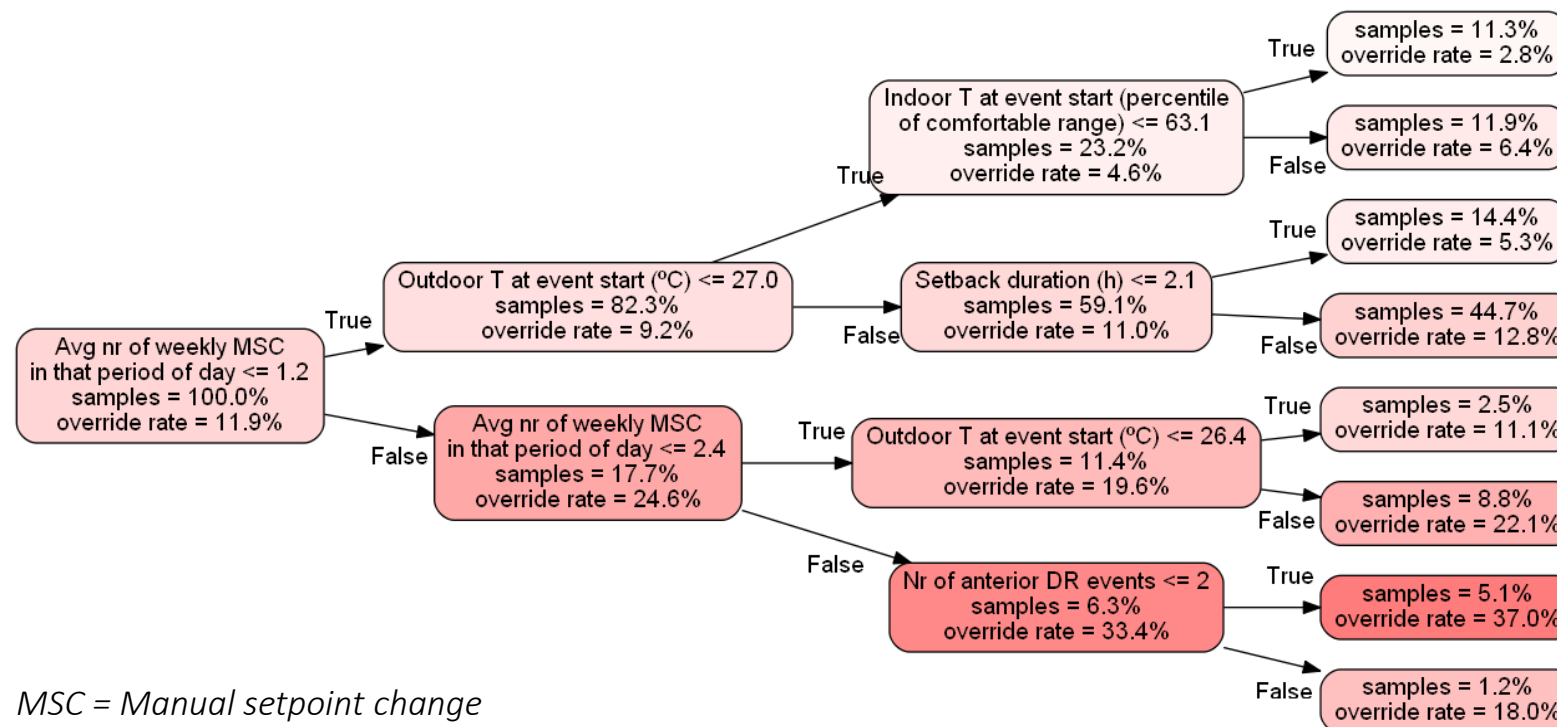 Avg nr of weekly MSC
in that period of day <= 1.2
samples = 100.0%
override rate = 11.9%
True
False
Outdoor T at event start (ºC) <= 27.0
samples = 82.3%
override rate = 9.2%
True
False
Avg nr of weekly MSC
in that period of day <= 2.4
samples = 17.7%
override rate = 24.6%
True
False
Indoor T at event start (percentile
of comfortable range) <= 63.1
samples = 23.2%
override rate = 4.6%
True
False
Setback duration (h) <= 2.1
samples = 59.1%
override rate = 11.0%
True
False
Outdoor T at event start (ºC) <= 26.4
samples = 11.4%
override rate = 19.6%
True
False
Nr of anterior DR events <= 2
samples = 6.3%
override rate = 33.4%
True
False
samples = 11.3%
override rate = 2.8%
samples = 11.9%
override rate = 6.4%
samples = 14.4%
override rate = 5.3%
samples = 44.7%
override rate = 12.8%
samples = 2.5%
override rate = 11.1%
samples = 8.8%
override rate = 22.1%
samples = 5.1%
override rate = 37.0%
samples = 1.2%
override rate = 18.0%
MSC = Manual setpoint change